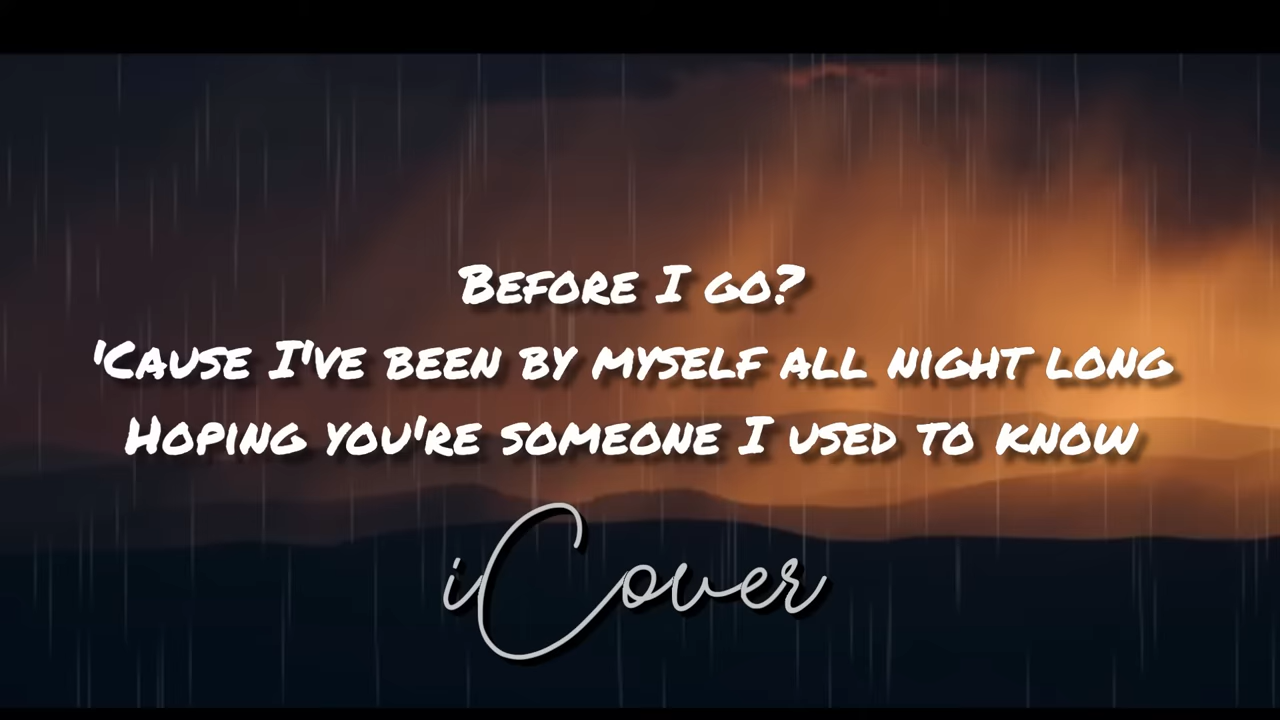 Before I go?
'Cause I've been by myself all night long
Hoping you're someone I used to know
iCover